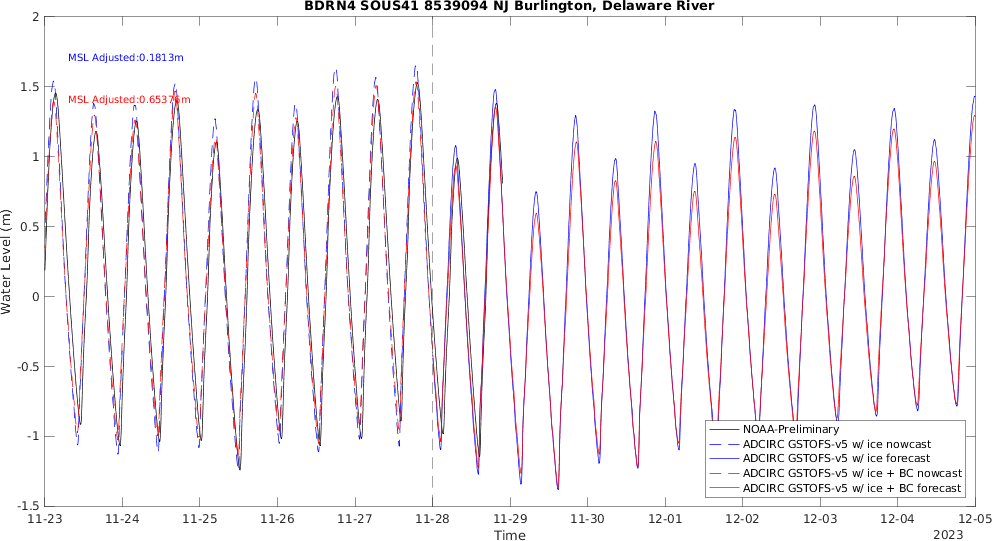 BDRN4 SOUS41 8539094 NJ Burlington, Delaware River
2
1.5
1
0.5
0
-0.5
-1
-1.5
Water Level (m)
MSL Adjusted:0.1813m
MSL Adjusted:0.65375m
NOAA-Preliminary
ADCIRC GSTOFS-v5 w/ ice nowcast
ADCIRC GSTOFS-v5 w/ ice forecast
ADCIRC GSTOFS-v5 w/ ice + BC nowcast
ADCIRC GSTOFS-v5 w/ ice + BC forecast
11-23 11-24 11-25 11-26 11-27 11-28 11-29 11-30 12-01 12-02 12-03 12-04 12-05
Time
2023